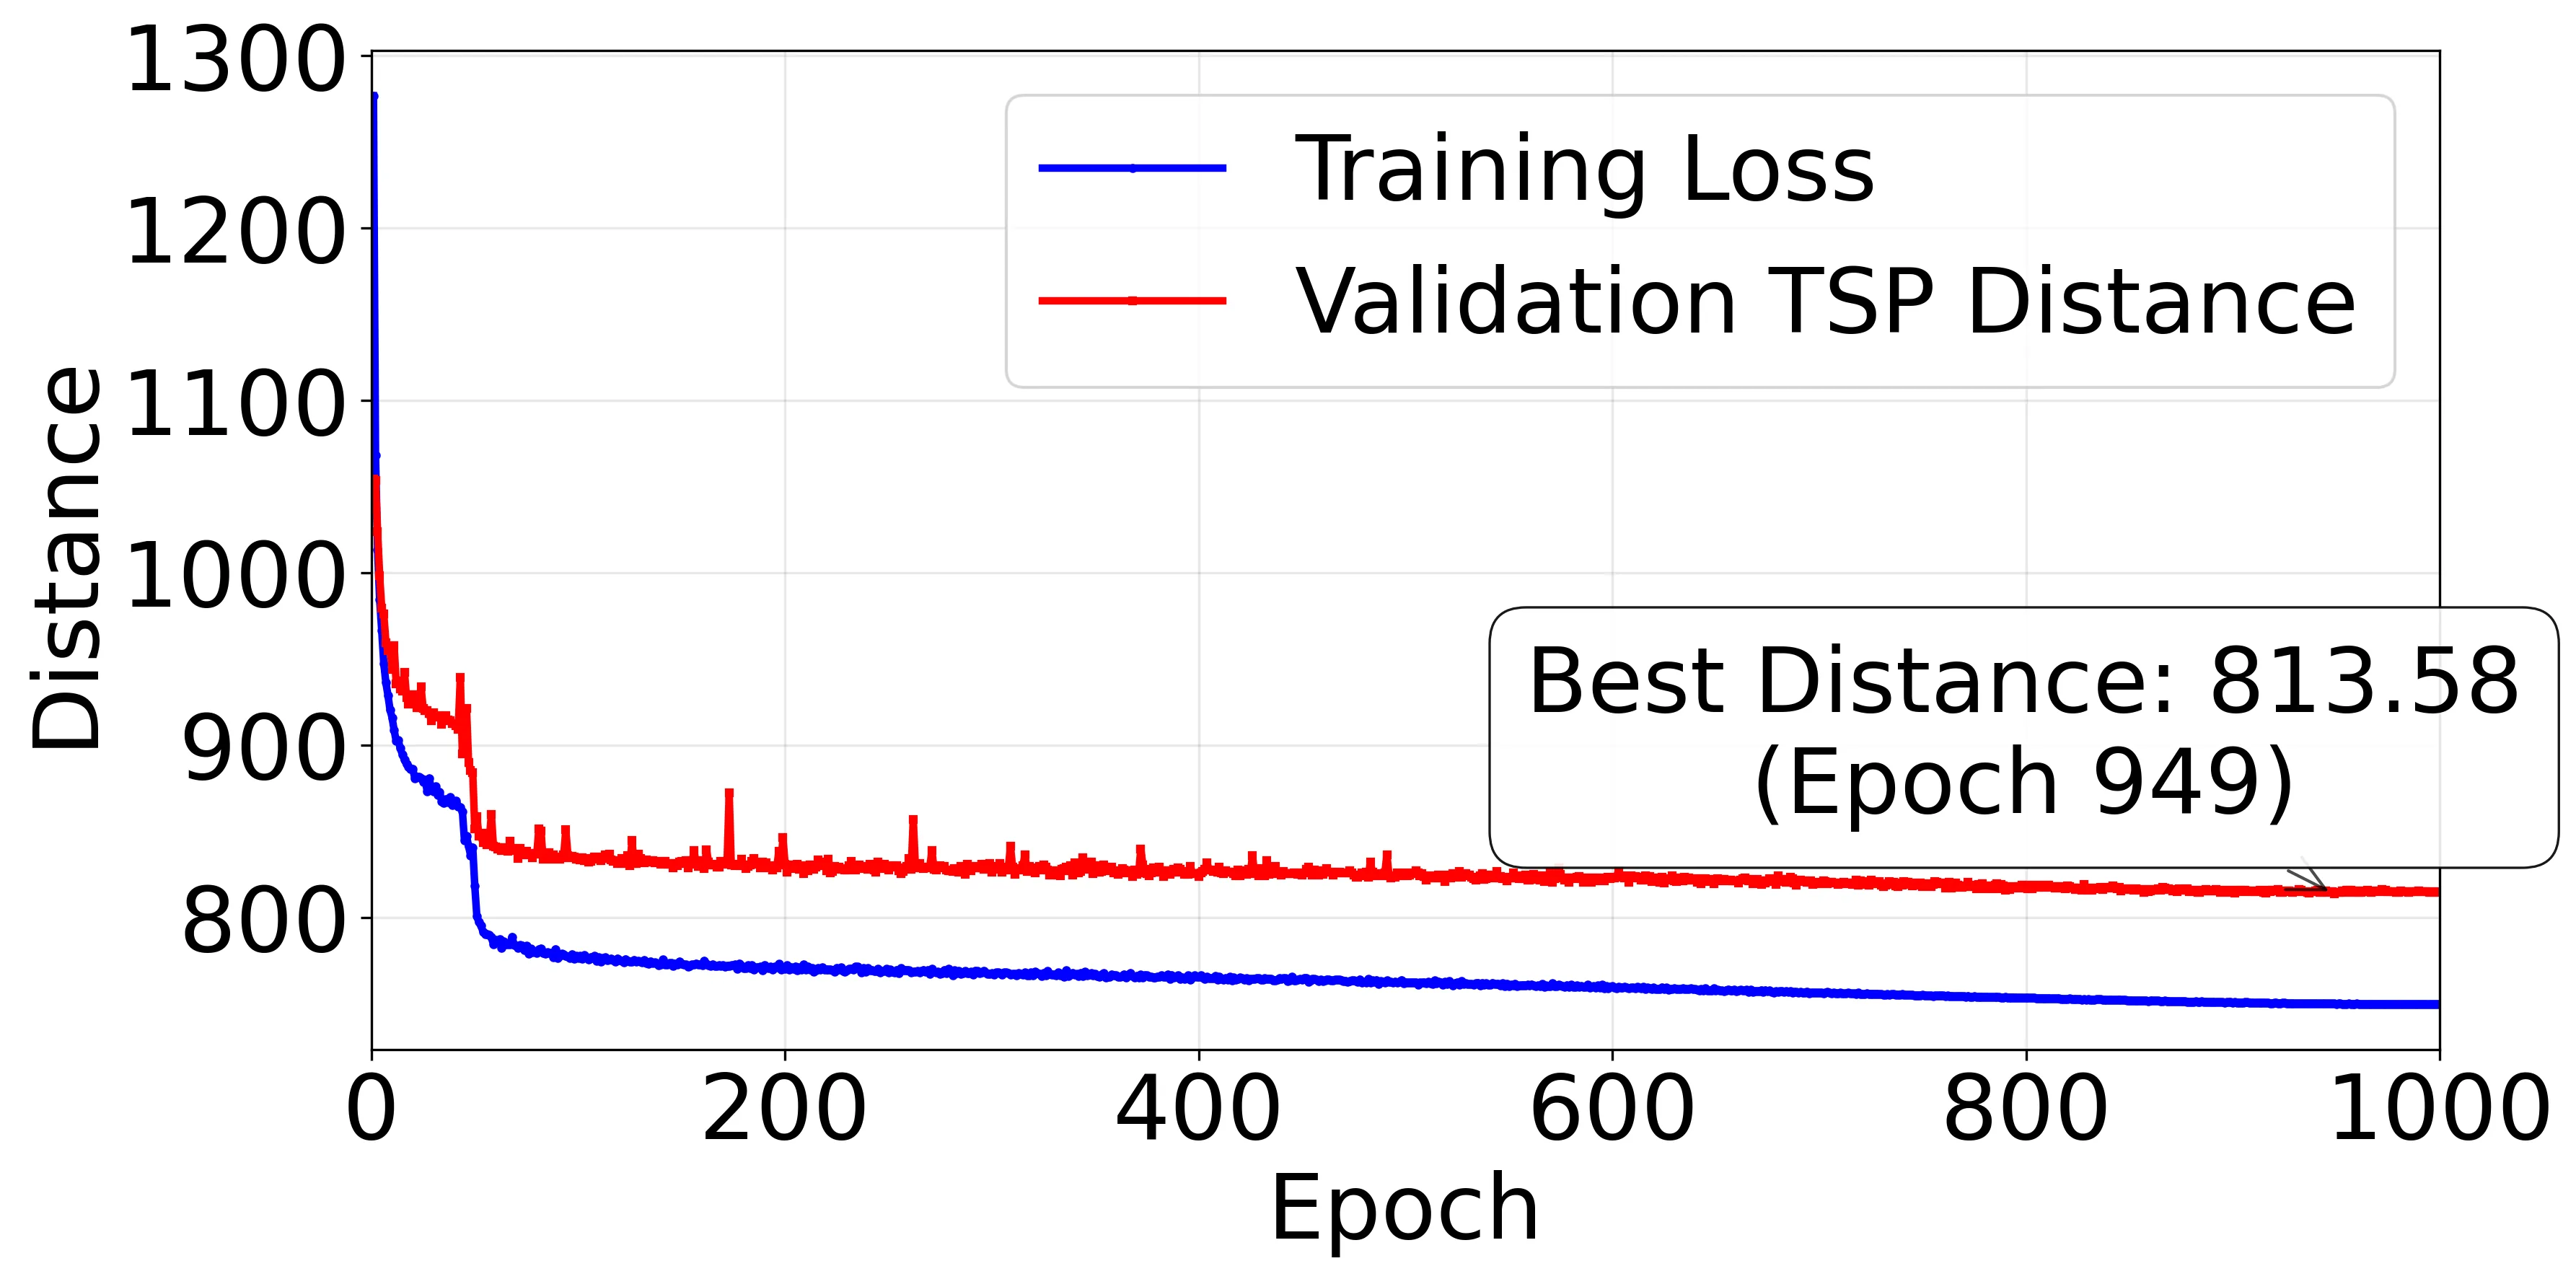 1300
1200
1100
1000
900
800
Distance
Training Loss
Validation TSP Distance
Best Distance: 813.58
(Epoch 949)
0 200 400 600 800 1000
Epoch